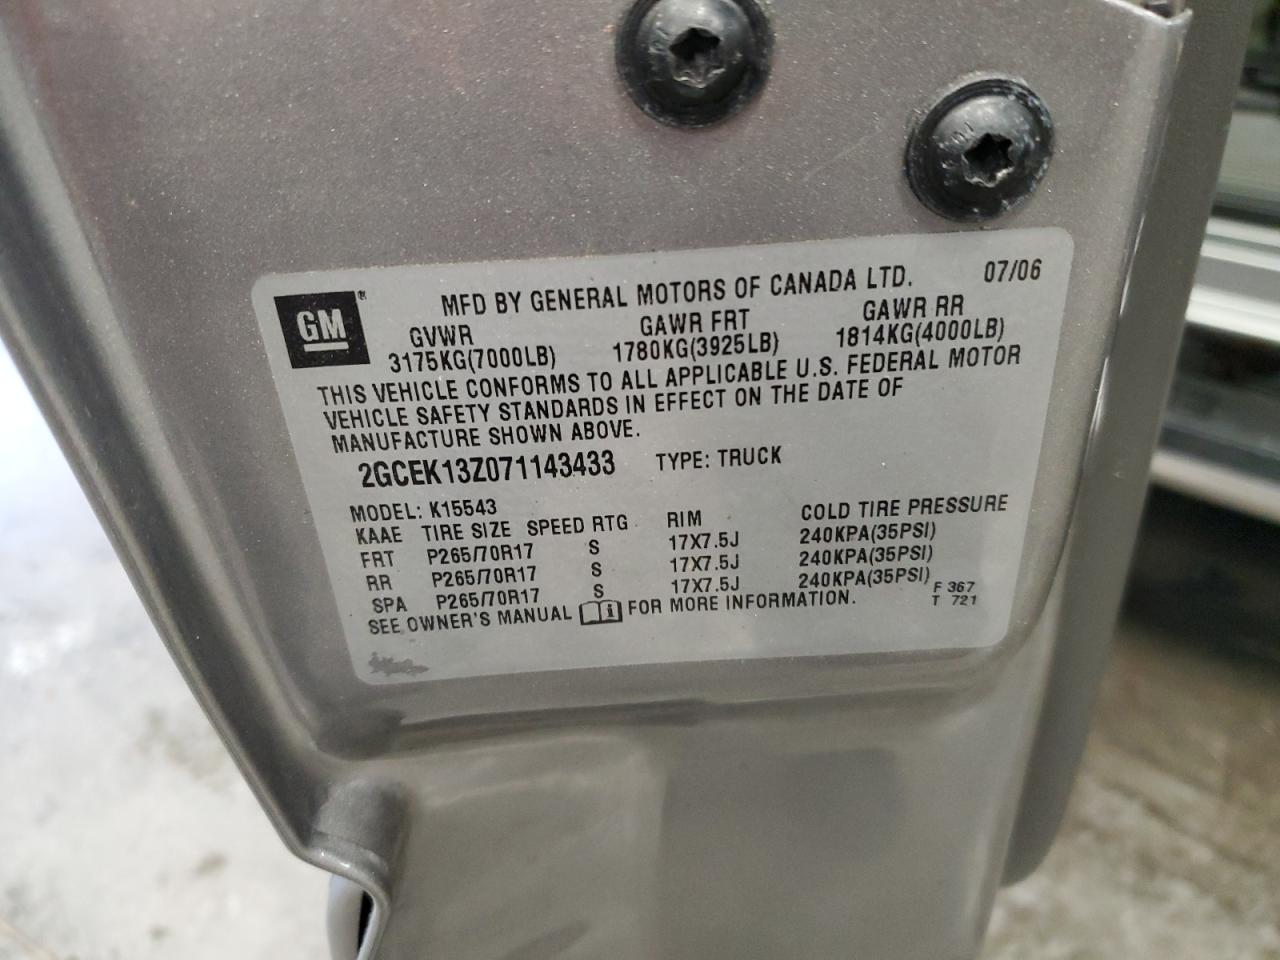 GM
MFD BY GENERAL MOTORS OF CANADA LTD. 07/06
GVWR GAWR FRT GAWR RR
3175KG(7000LB) 1780KG(3925LB) 1814KG(4000LB)
THIS VEHICLE CONFORMS TO ALL APPLICABLE U.S. FEDERAL MOTOR
VEHICLE SAFETY STANDARDS IN EFFECT ON THE DATE OF
MANUFACTURE SHOWN ABOVE.
2GCEK13Z071143433 TYPE: TRUCK
MODEL: K15543
KAAE TIRE SIZE SPEED RTG RIM COLD TIRE PRESSURE
FRT P265/70R17 S 17X7.5J 240KPA(35PSI)
RR P265/70R17 S 17X7.5J 240KPA(35PSI)
SPA P265/70R17 S 17X7.5J 240KPA(35PSI)
SEE OWNER'S MANUAL FOR MORE INFORMATION.
F 367
T 721